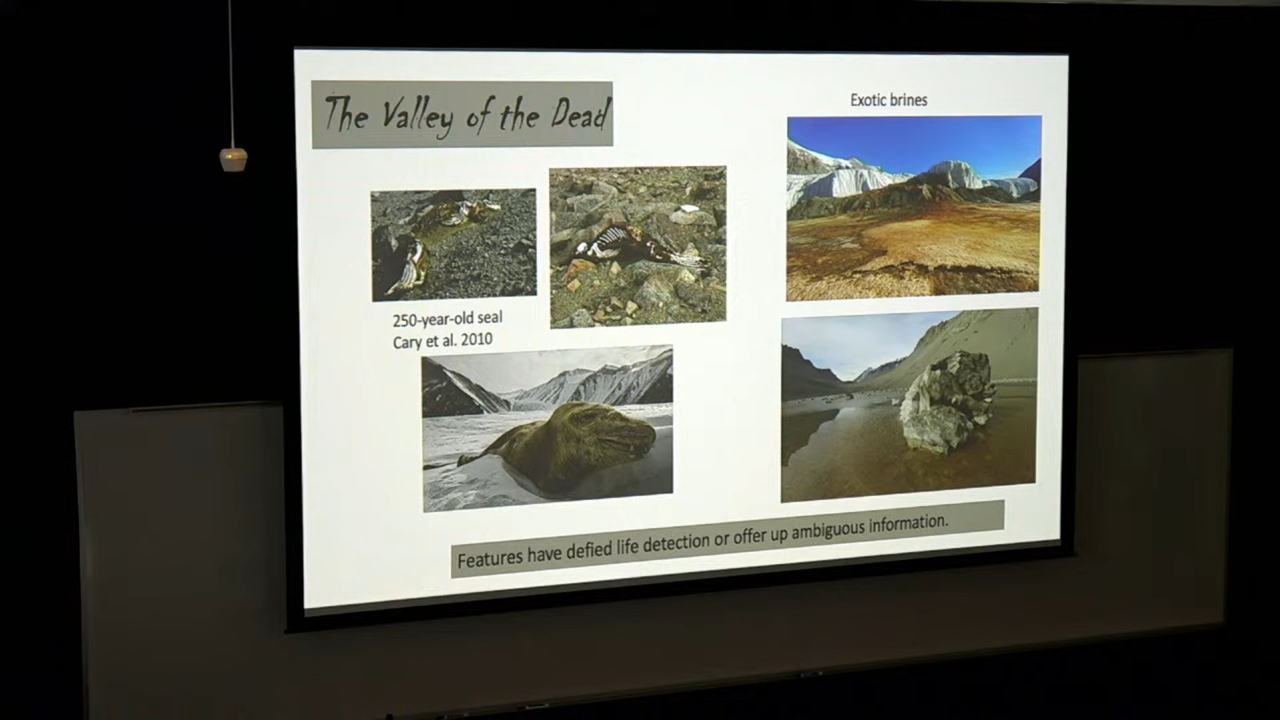 The Valley of the Dead
Exotic brines
250-year-old seal
Cary et al. 2010
Features have defied life detection or offer up ambiguous information.